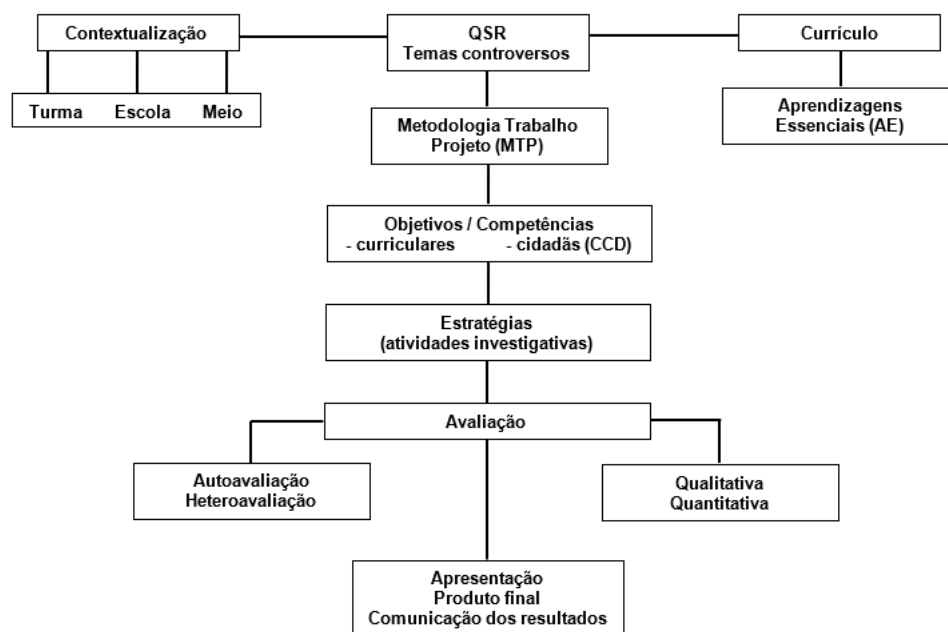 Contextualização
QSR
Temas controversos
Currículo
Turma Escola Meio
Aprendizagens
Essenciais (AE)
Metodologia Trabalho
Projeto (MTP)
Objetivos / Competências
- curriculares - cidadãs (CCD)
Estratégias
(atividades investigativas)
Avaliação
Autoavaliação
Heteroavaliação
Qualitativa
Quantitativa
Apresentação
Produto final
Comunicação dos resultados